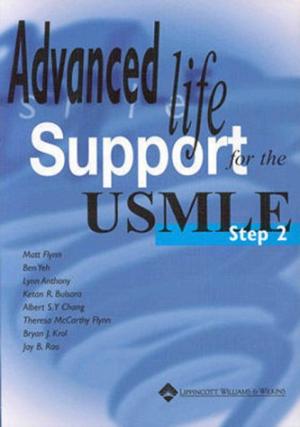 Advanced
life
Support for the
USMLE
Step 2
Matt Flynn
Ben Yeh
Lynn Anthony
Ketan R. Bulsara
Albert S.Y Chang
Theresa McCarthy Flynn
Bryan J. Krol
Jay B. Rao
LIPPINCOTT WILLIAMS & WILKINS